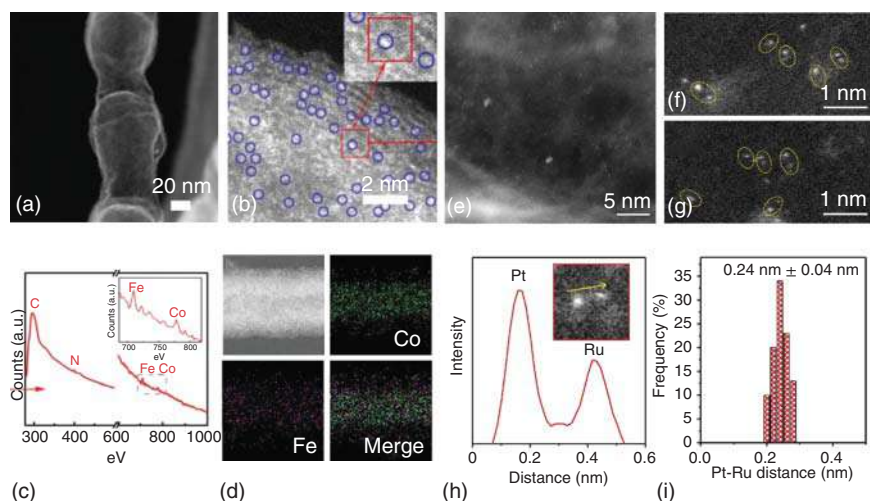 (a)
20 nm
(b)
2 nm
(e)
5 nm
(f)
1 nm
(g)
1 nm
C
N
Fe Co
Fe
Co
Counts (a.u.)
700 750 800
eV
Counts (a.u.)
300 400 600 600 800 1000
eV
(c)
Co
Fe
Merge
(d)
Pt
Ru
Intensity
0 0.2 0.4 0.6
Distance (nm)
(h)
0.24 nm ± 0.04 nm
Frequency (%)
35
30
25
20
15
10
5
0
0.0 0.2 0.4
Pt-Ru distance (nm)
(i)